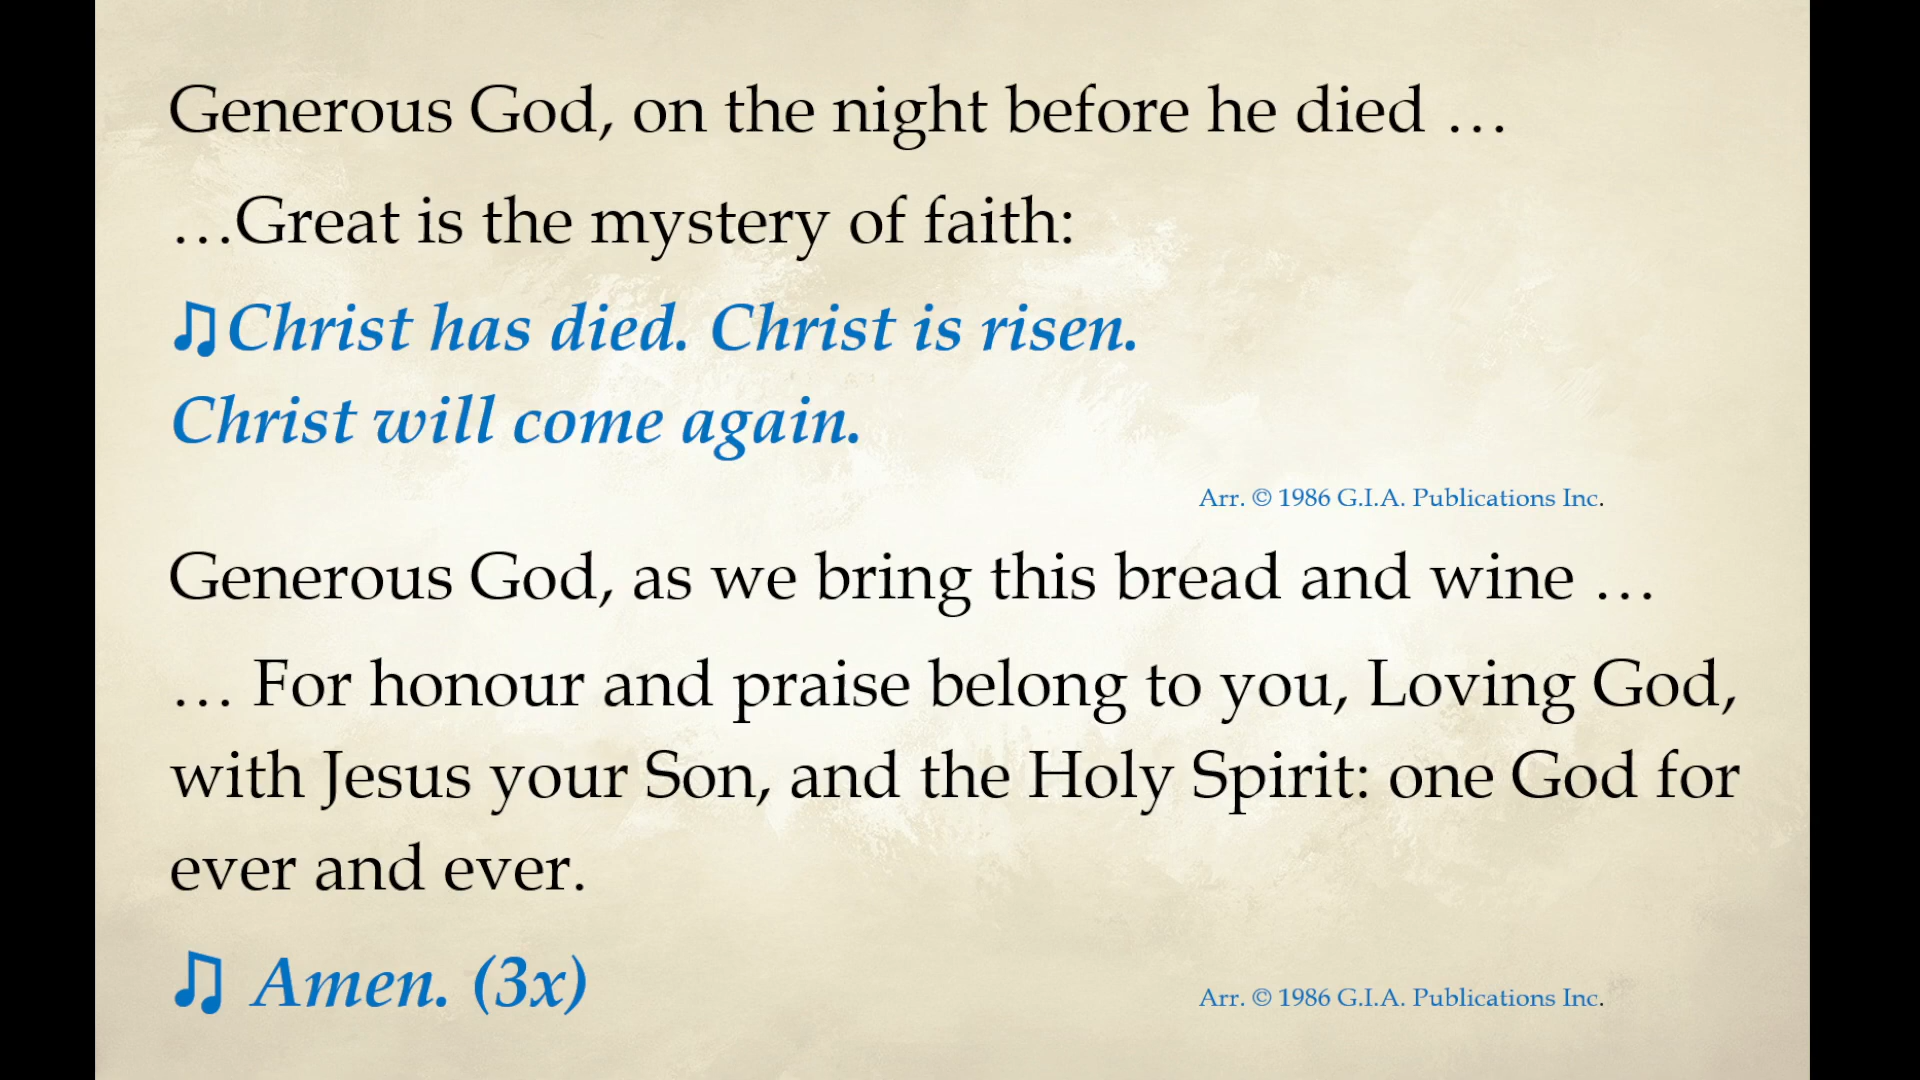 Generous God, on the night before he died …
…Great is the mystery of faith:
♫Christ has died. Christ is risen.
Christ will come again.
Arr. © 1986 G.I.A. Publications Inc.
Generous God, as we bring this bread and wine …
… For honour and praise belong to you, Loving God,
with Jesus your Son, and the Holy Spirit: one God for
ever and ever.
♫ Amen. (3x)
Arr. © 1986 G.I.A. Publications Inc.